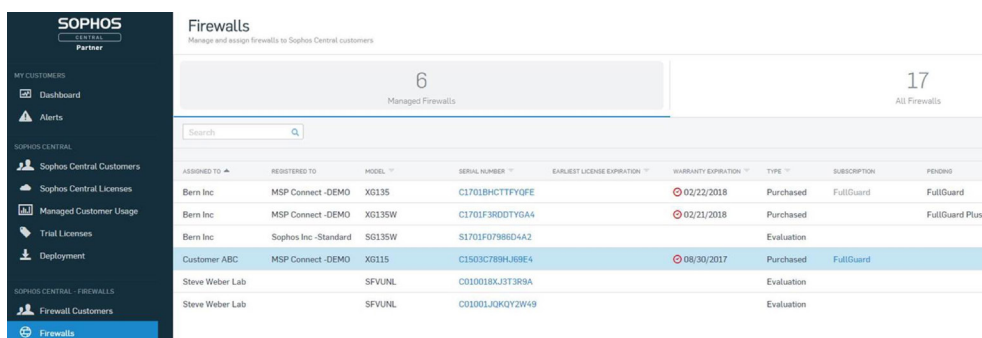 SOPHOS
CENTRAL
Partner
MY CUSTOMERS
Dashboard
Alerts
SOPHOS CENTRAL
Sophos Central Customers
Sophos Central Licenses
Managed Customer Usage
Trial Licenses
Deployment
SOPHOS CENTRAL - FIREWALLS
Firewall Customers
Firewalls
Firewalls
Manage and assign firewalls to Sophos Central customers
6
Managed Firewalls
17
All Firewalls
Search
ASSIGNED TO REGISTERED TO MODEL SERIAL NUMBER EARLIEST LICENSE EXPIRATION WARRANTY EXPIRATION TYPE SUBSCRIPTION PENDING
Bern Inc MSP Connect -DEMO XG135 C1701BHCTTFYQFE 02/22/2018 Purchased FullGuard FullGuard
Bern Inc MSP Connect -DEMO XG135W C1701F3RDDTYGA4 02/21/2018 Purchased FullGuard Plus
Bern Inc Sophos Inc -Standard SG135W S1701F07986D4A2 Evaluation
Customer ABC MSP Connect -DEMO XG115 C1503C789HJ69E4 08/30/2017 Purchased FullGuard
Steve Weber Lab SFVUNL C010018XJ3T3R9A Evaluation
Steve Weber Lab SFVUNL C01001JQKQY2W49 Evaluation